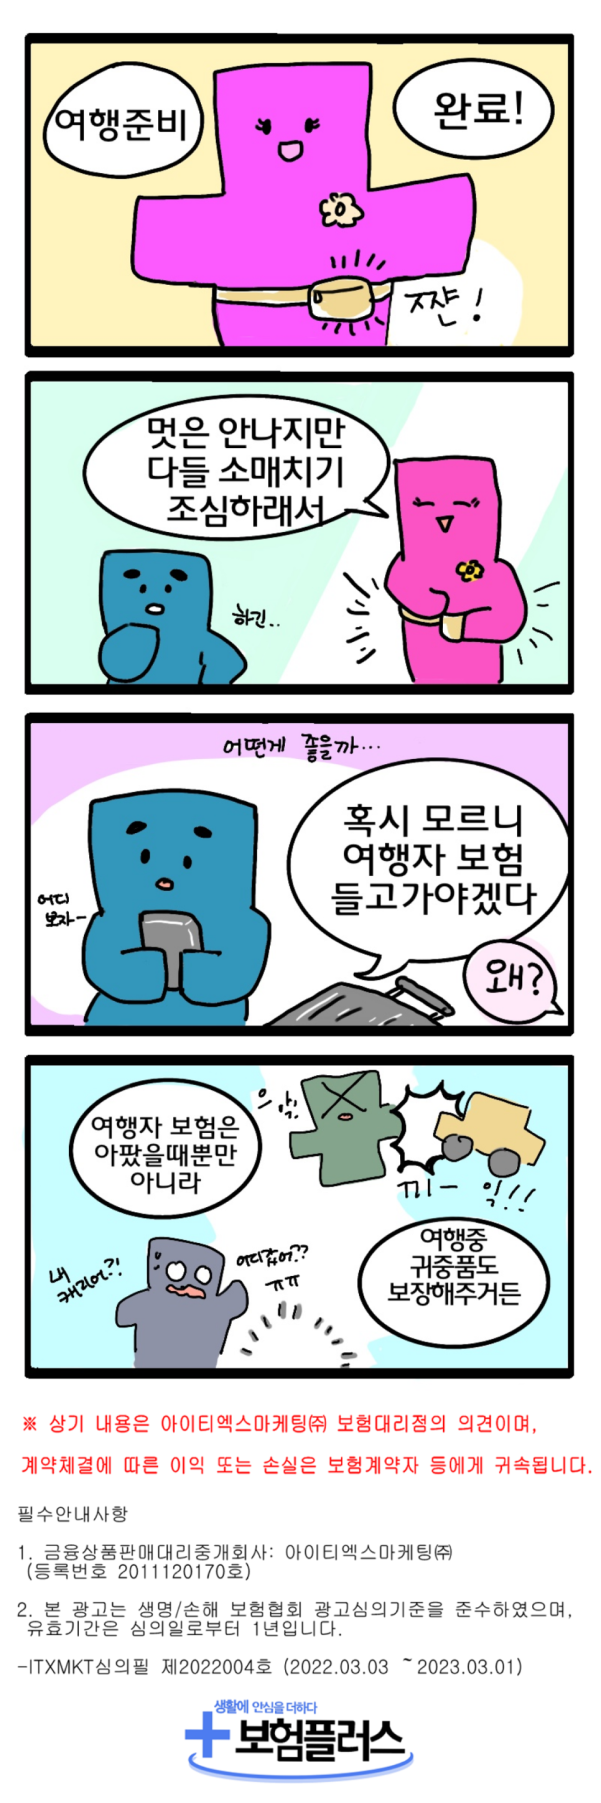 여행준비
완료!
쨘!
멋은 안나지만
다들 소매치기
조심하래서
하긴..
어떤게 좋을까...
혹시 모르니
여행자 보험
들고가야겠다
어디
보자-
왜?
여행자 보험은
아팠을때뿐만
아니라
으악!
끼-익!!
여행중
귀중품도
보장해주거든
내
캐리어?!
어디갔어??
ㅠㅠ
※ 상기 내용은 아이티엑스마케팅㈜ 보험대리점의 의견이며,
계약체결에 따른 이익 또는 손실은 보험계약자 등에게 귀속됩니다.
필수안내사항
1. 금융상품판매대리중개회사: 아이티엑스마케팅㈜
(등록번호 2011120170호)
2. 본 광고는 생명/손해 보험협회 광고심의기준을 준수하였으며,
유효기간은 심의일로부터 1년입니다.
-ITXMKT심의필 제2022004호 (2022.03.03 ~ 2023.03.01)
생활에 안심을 더하다
보험플러스